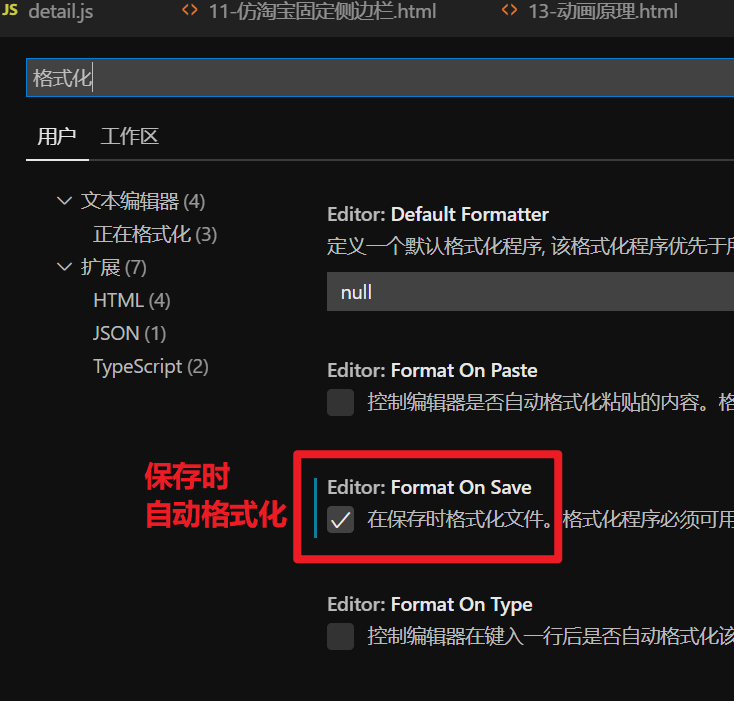 JS detail.js <> 11-仿淘宝固定侧边栏.html <> 13-动画原理.html
格式化
用户 工作区
文本编辑器 (4)
正在格式化 (3)
扩展 (7)
HTML (4)
JSON (1)
TypeScript (2)
Editor: Default Formatter
定义一个默认格式化程序, 该格式化程序优先于
null
Editor: Format On Paste
控制编辑器是否自动格式化粘贴的内容。格
保存时
自动格式化
Editor: Format On Save
在保存时格式化文件。格式化程序必须可用
Editor: Format On Type
控制编辑器在键入一行后是否自动格式化该